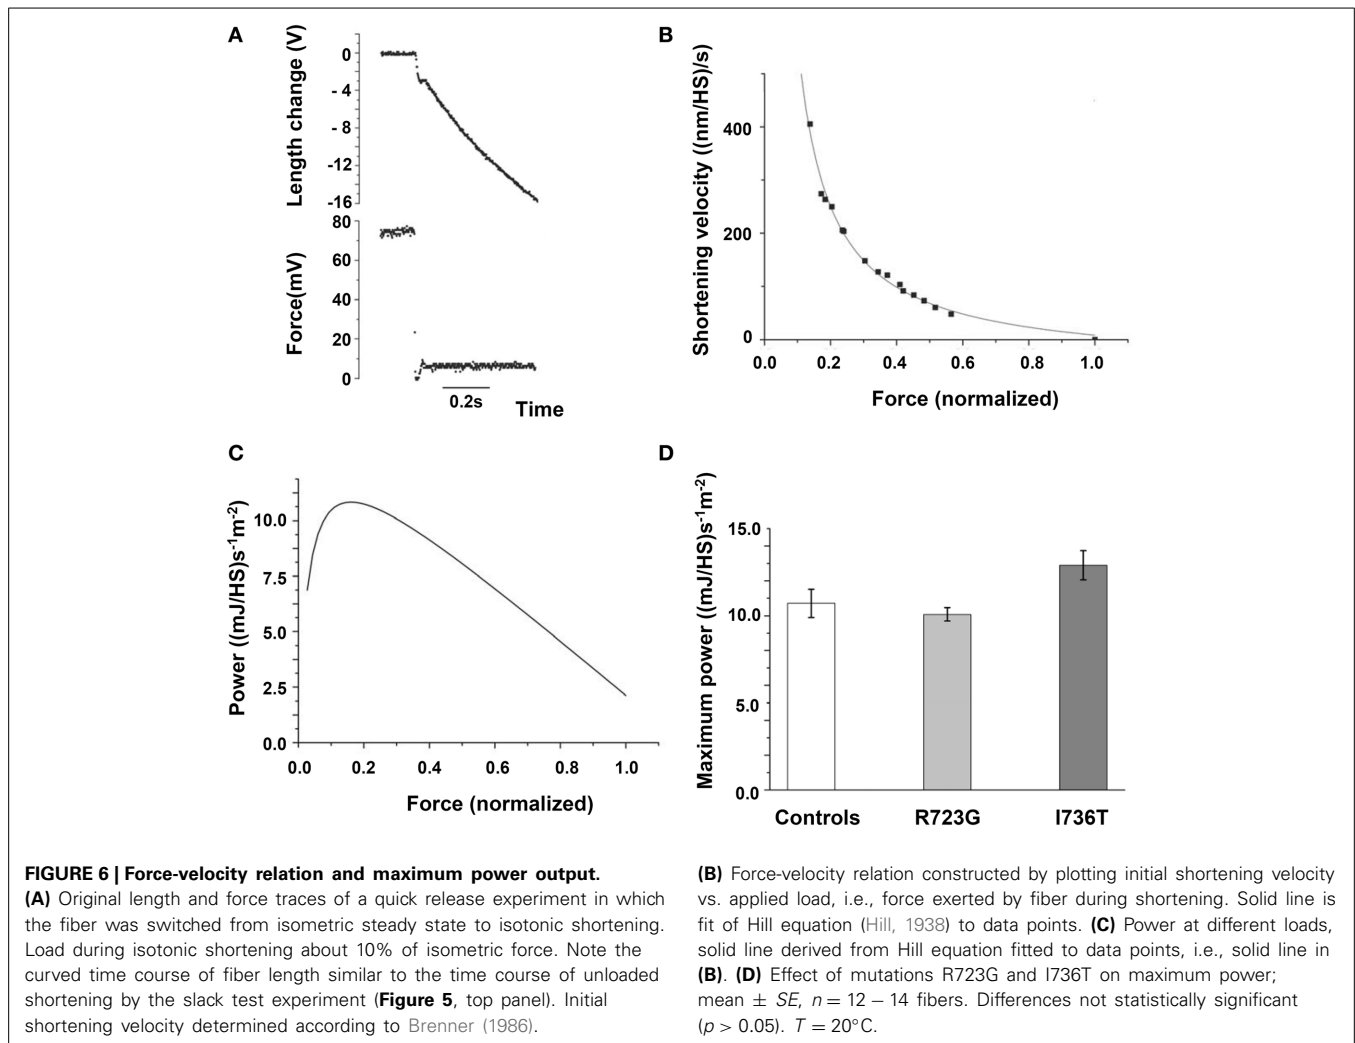 A
Length change (V)
0
- 4
- 8
-12
-16
Force(mV)
80
60
40
20
0
0.2s
Time
B
Shortening velocity ((nm/HS)/s)
400
200
0
0.0 0.2 0.4 0.6 0.8 1.0
Force (normalized)
C
Power ((mJ/HS)s-1m-2)
10.0
7.5
5.0
2.5
0.0
0.0 0.2 0.4 0.6 0.8 1.0
Force (normalized)
D
Maximum power ((mJ/HS)s-1m-2)
15.0
10.0
5.0
0.0
Controls R723G I736T
FIGURE 6 | Force-velocity relation and maximum power output.
(A) Original length and force traces of a quick release experiment in which
the fiber was switched from isometric steady state to isotonic shortening.
Load during isotonic shortening about 10% of isometric force. Note the
curved time course of fiber length similar to the time course of unloaded
shortening by the slack test experiment (Figure 5, top panel). Initial
shortening velocity determined according to Brenner (1986).
(B) Force-velocity relation constructed by plotting initial shortening velocity
vs. applied load, i.e., force exerted by fiber during shortening. Solid line is
fit of Hill equation (Hill, 1938) to data points. (C) Power at different loads,
solid line derived from Hill equation fitted to data points, i.e., solid line in
(B). (D) Effect of mutations R723G and I736T on maximum power;
mean ± SE, n = 12 – 14 fibers. Differences not statistically significant
(p > 0.05). T = 20°C.